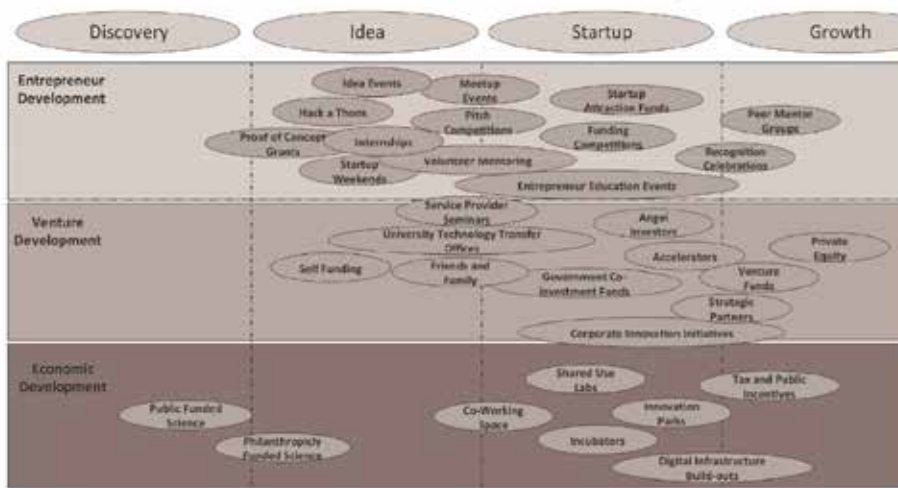 Discovery
Idea
Startup
Growth
Entrepreneur
Development
Idea Events
Meetup
Events
Startup
Attraction Funds
Hack a Thons
Pitch
Competitions
Peer Mentor
Groups
Proof of Concept
Grants
Internships
Funding
Competitions
Startup
Weekends
Volunteer Mentoring
Recognition
Celebrations
Entrepreneur Education Events
Venture
Development
Service Provider
Seminars
Angel
Investors
University Technology Transfer
Offices
Private
Equity
Self Funding
Friends and
Family
Accelerators
Government Co-
investment Funds
Venture
Funds
Strategic
Partners
Corporate Innovation Initiatives
Economic
Development
Shared Use
Labs
Tax and Public
Incentives
Public Funded
Science
Co-Working
Space
Innovation
Parks
Philanthropicly
Funded Science
Incubators
Digital Infrastructure
Build-outs